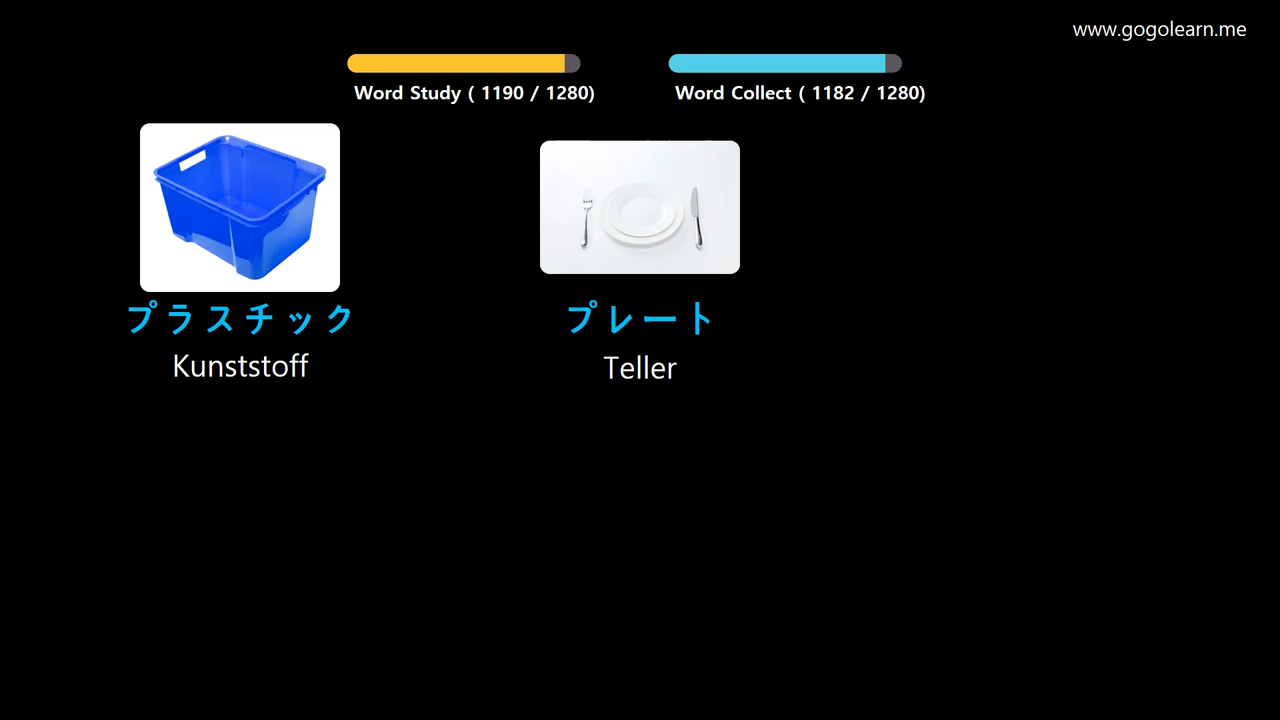 www.gogolearn.me
Word Study ( 1190 / 1280)
Word Collect ( 1182 / 1280)
プラスチック
プレート
Kunststoff
Teller